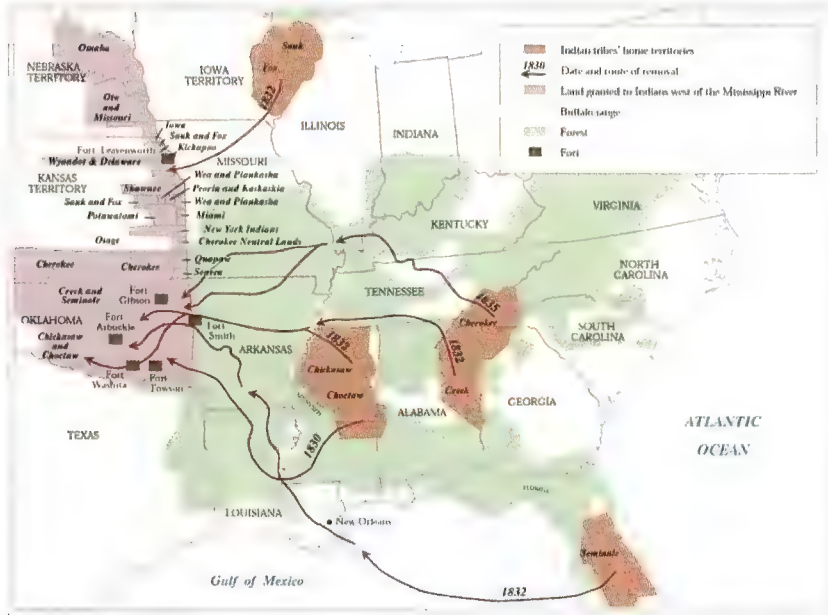 Omaha
NEBRASKA
TERRITORY
Oto
and
Missouri
IOWA
TERRITORY
Sauk
Fox
1832
Iowa
Sauk and Fox
Kickapoo
Fort Leavenworth
Wyandot & Delaware
KANSAS
TERRITORY
Shawnee
Sauk and Fox
Potawatomi
Osage
MISSOURI
Wea and Piankasha
Peoria and Kaskaskia
Wea and Piankasha
Miami
New York Indians
Cherokee Neutral Lands
Quapaw
Seneca
Cherokee
Cherokee
Creek and
Seminole
Fort
Gibson
OKLAHOMA
Fort
Arbuckle
Fort
Smith
Chickasaw
and
Choctaw
Fort
Washita
Fort
Towson
TEXAS
ILLINOIS
INDIANA
KENTUCKY
VIRGINIA
TENNESSEE
NORTH
CAROLINA
SOUTH
CAROLINA
ARKANSAS
1832
Chickasaw
Choctaw
1830
1835
Cherokee
1832
Creek
ALABAMA
GEORGIA
LOUISIANA
New Orleans
Seminole
1832
Gulf of Mexico
ATLANTIC
OCEAN
Indian tribes' home territories
1830
Date and route of removal
Land granted to Indians west of the Mississippi River
Buffalo range
Forest
Fort